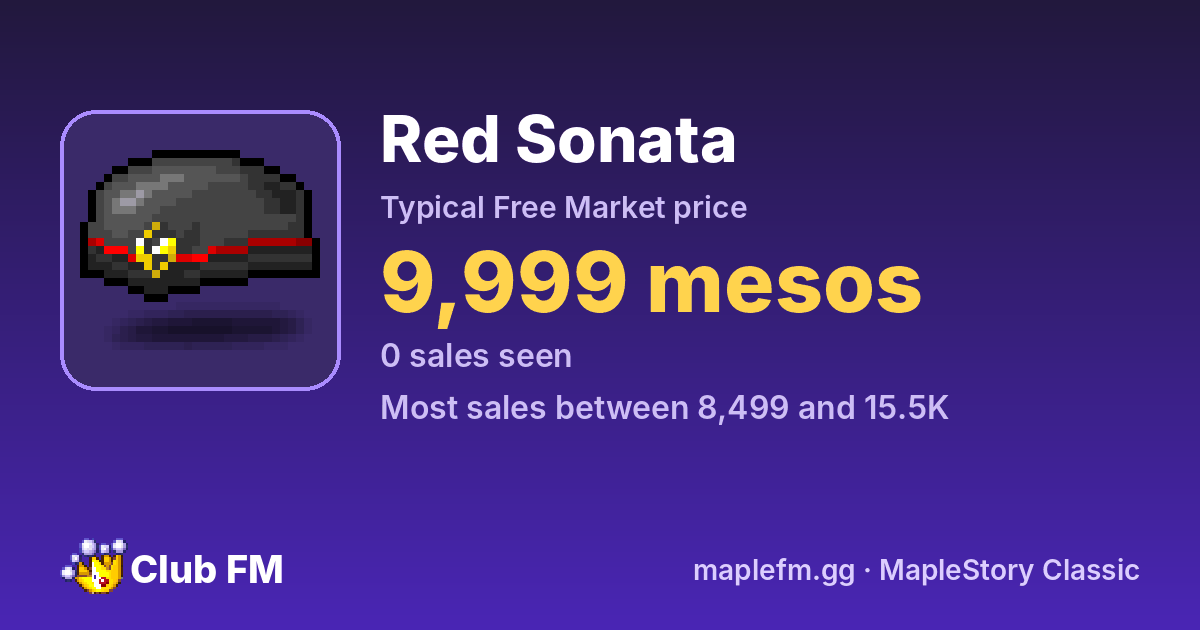 Red Sonata
Typical Free Market price
9,999 mesos
0 sales seen
Most sales between 8,499 and 15.5K
Club FM
maplefm.gg · MapleStory Classic